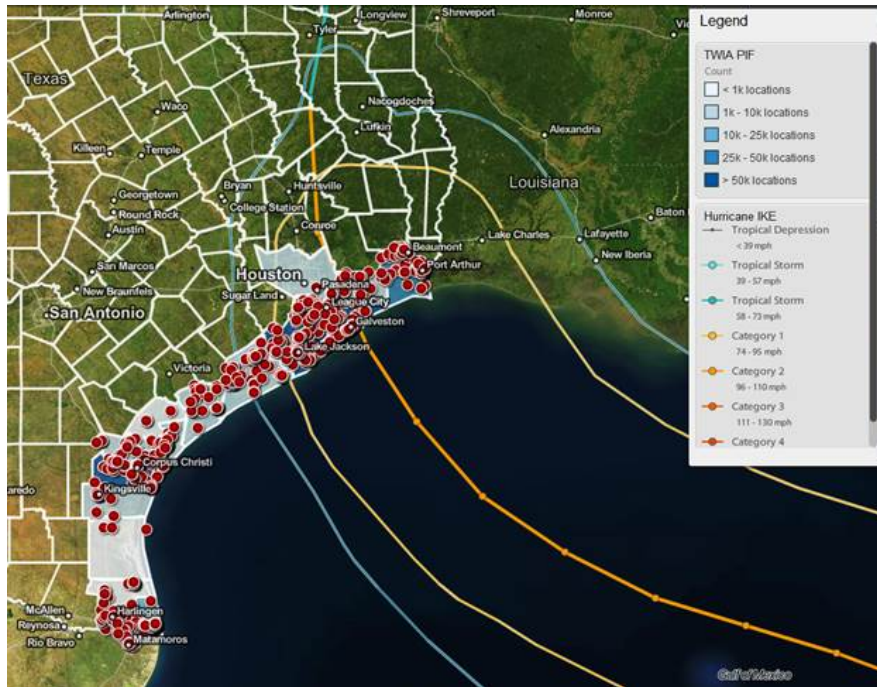 Arlington
Longview
Shreveport
Monroe
Tyler
Texas
Waco
Nacogdoches
Lufkin
Killeen
Temple
Alexandria
Georgetown
Round Rock
Austin
Bryan
College Station
Huntsville
Louisiana
Conroe
Baton
Beaumont
Lake Charles
Lafayette
San Marcos
Houston
Port Arthur
New Iberia
New Braunfels
Pasadena
Sugar Land
League City
San Antonio
Galveston
Lake Jackson
Victoria
Corpus Christi
Kingsville
aredo
McAllen
Harlingen
Reynosa
Rio Bravo
Matamoros
Gulf of Mexico
Legend
TWIA PIF
Count
< 1k locations
1k - 10k locations
10k - 25k locations
25k - 50k locations
> 50k locations
Hurricane IKE
Tropical Depression
< 39 mph
Tropical Storm
39 - 57 mph
Tropical Storm
58 - 73 mph
Category 1
74 - 95 mph
Category 2
96 - 110 mph
Category 3
111 - 130 mph
Category 4